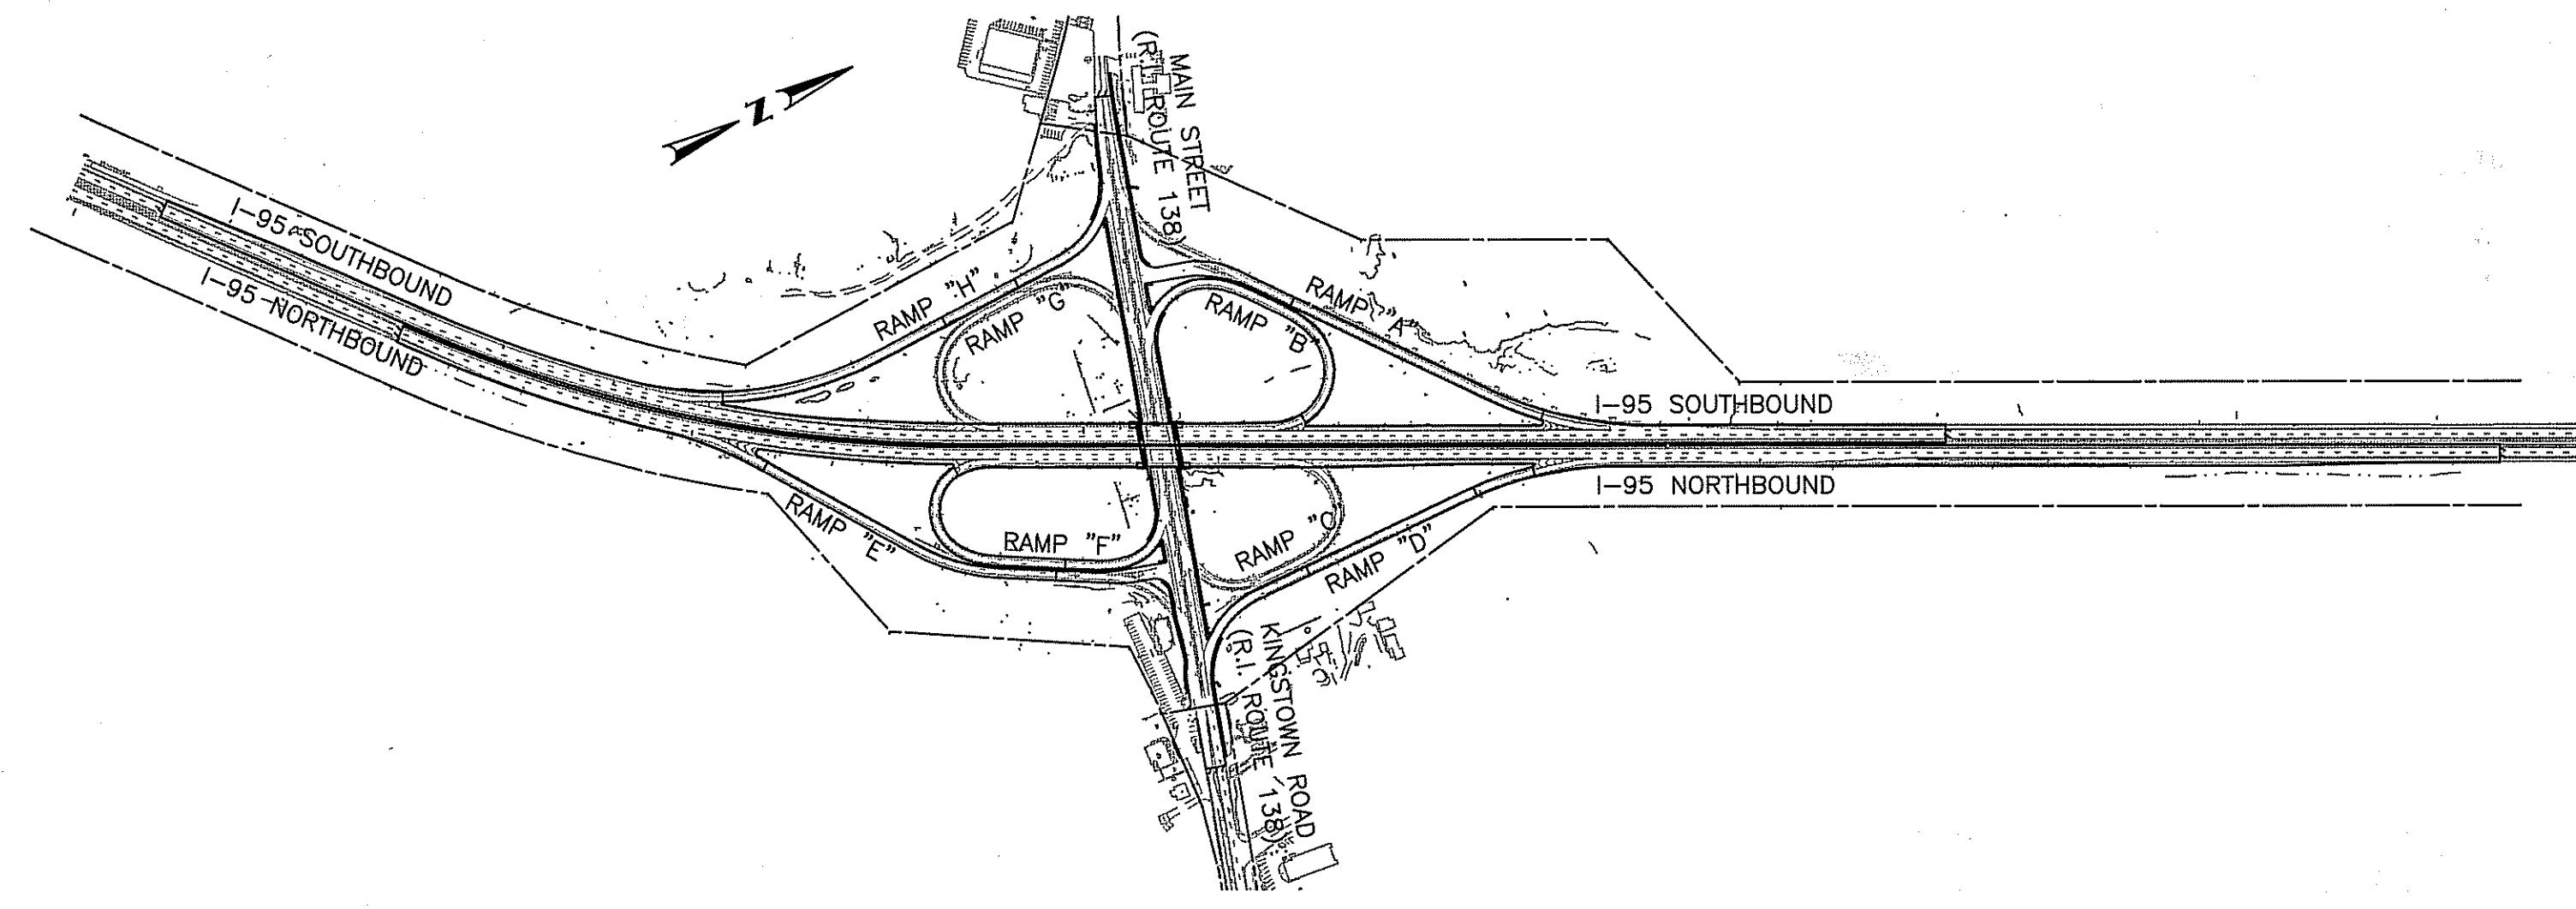 MAIN STREET
(R.I. ROUTE 138)
N
I-95 SOUTHBOUND
I-95 NORTHBOUND
RAMP "H"
RAMP "G"
RAMP "B"
RAMP "A"
I-95 SOUTHBOUND
I-95 NORTHBOUND
RAMP "E"
RAMP "F"
RAMP "C"
RAMP "D"
KINGSTOWN ROAD
(R.I. ROUTE 138)